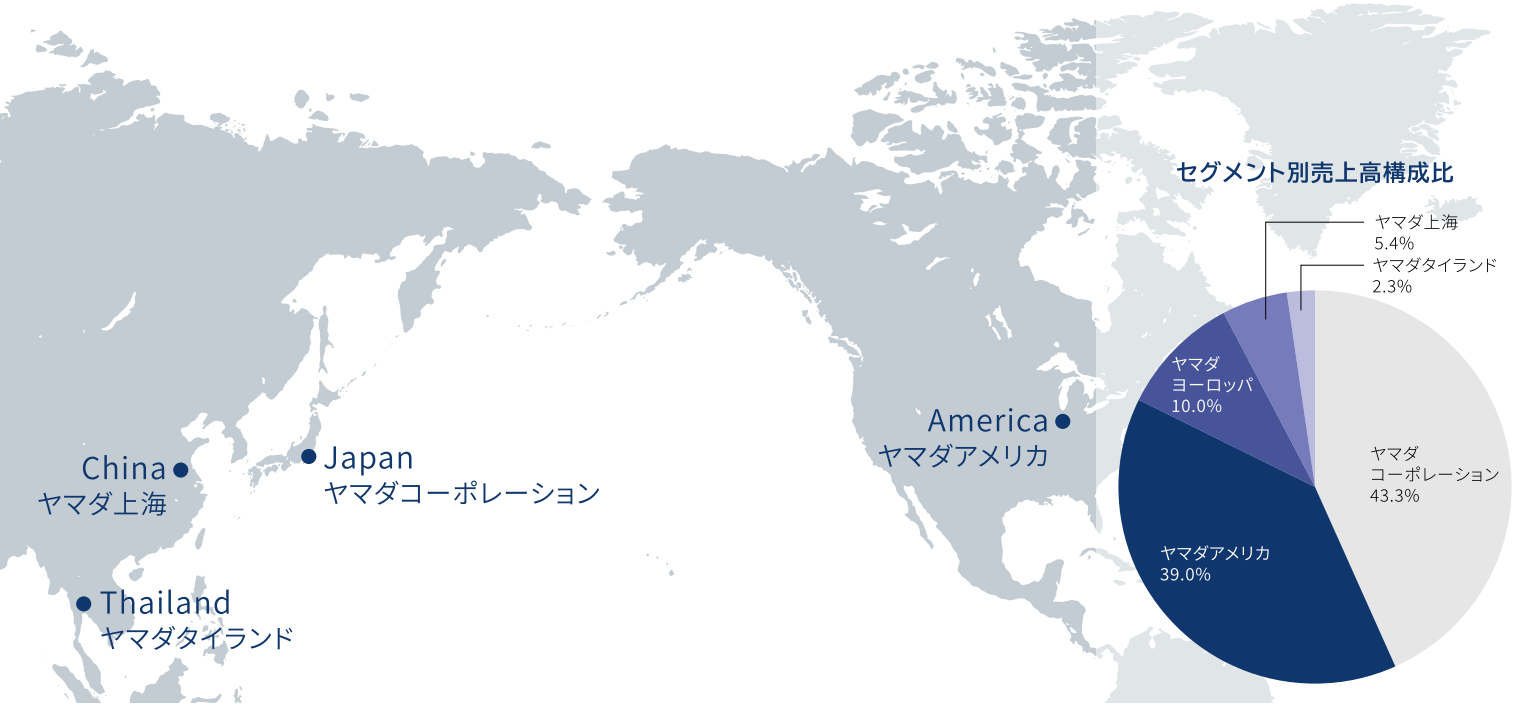 China
ヤマダ上海
Japan
ヤマダコーポレーション
Thailand
ヤマダタイランド
America
ヤマダアメリカ
セグメント別売上高構成比
ヤマダ上海
5.4%
ヤマダタイランド
2.3%
ヤマダ
ヨーロッパ
10.0%
ヤマダ
コーポレーション
43.3%
ヤマダアメリカ
39.0%